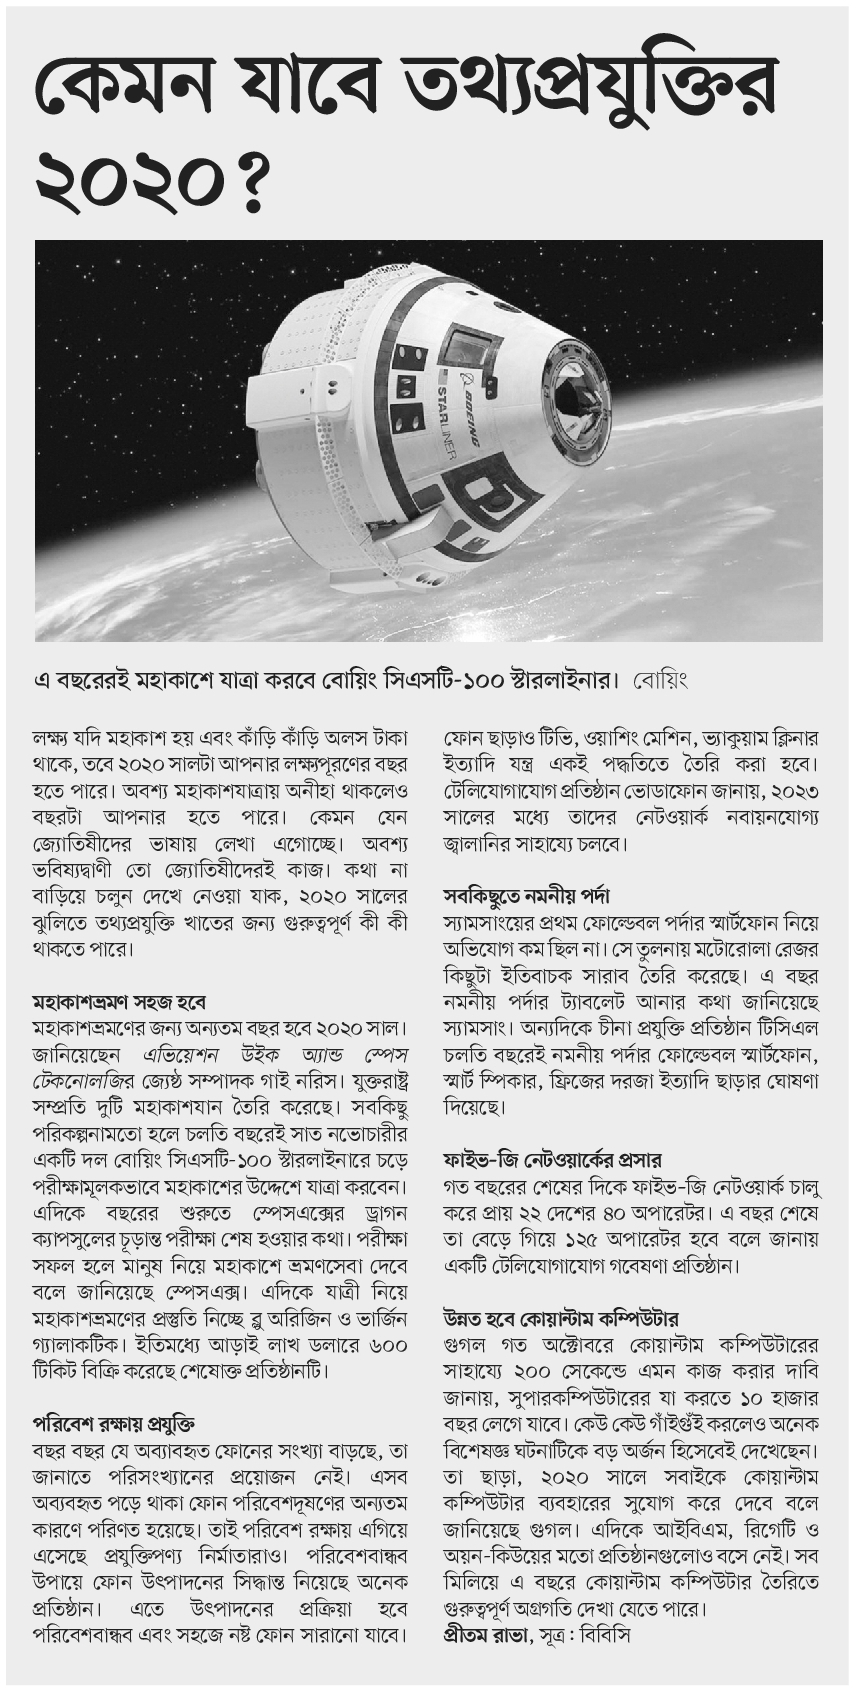 কেমন যাবে তথ্যপ্রযুক্তির
২০২০?
BOEING
STARLINER
এ বছরেরই মহাকাশে যাত্রা করবে বোয়িং সিএসটি-১০০ স্টারলাইনার। বোয়িং
লক্ষ্য যদি মহাকাশ হয় এবং কাঁড়ি কাঁড়ি অলস টাকা
থাকে, তবে ২০২০ সালটা আপনার লক্ষ্যপূরণের বছর
হতে পারে। অবশ্য মহাকাশযাত্রায় অনীহা থাকলেও
বছরটা আপনার হতে পারে। কেমন যেন
জ্যোতিষীদের ভাষায় লেখা এগোচ্ছে। অবশ্য
ভবিষ্যদ্বাণী তো জ্যোতিষীদেরই কাজ। কথা না
বাড়িয়ে চলুন দেখে নেওয়া যাক, ২০২০ সালের
ঝুলিতে তথ্যপ্রযুক্তি খাতের জন্য গুরুত্বপূর্ণ কী কী
থাকতে পারে।
মহাকাশভ্রমণ সহজ হবে
মহাকাশভ্রমণের জন্য অন্যতম বছর হবে ২০২০ সাল।
জানিয়েছেন এভিয়েশন উইক অ্যান্ড স্পেস
টেকনোলজির জ্যেষ্ঠ সম্পাদক গাই নরিস। যুক্তরাষ্ট্র
সম্প্রতি দুটি মহাকাশযান তৈরি করেছে। সবকিছু
পরিকল্পনামতো হলে চলতি বছরেই সাত নভোচারীর
একটি দল বোয়িং সিএসটি-১০০ স্টারলাইনারে চড়ে
পরীক্ষামূলকভাবে মহাকাশের উদ্দেশে যাত্রা করবেন।
এদিকে বছরের শুরুতে স্পেসএক্সের ড্রাগন
ক্যাপসুলের চূড়ান্ত পরীক্ষা শেষ হওয়ার কথা। পরীক্ষা
সফল হলে মানুষ নিয়ে মহাকাশে ভ্রমণসেবা দেবে
বলে জানিয়েছে স্পেসএক্স। এদিকে যাত্রী নিয়ে
মহাকাশভ্রমণের প্রস্তুতি নিচ্ছে ব্লু অরিজিন ও ভার্জিন
গ্যালাকটিক। ইতিমধ্যে আড়াই লাখ ডলারে ৬০০
টিকিট বিক্রি করেছে শেষোক্ত প্রতিষ্ঠানটি।
পরিবেশ রক্ষায় প্রযুক্তি
বছর বছর যে অব্যাবহৃত ফোনের সংখ্যা বাড়ছে, তা
জানাতে পরিসংখ্যানের প্রয়োজন নেই। এসব
অব্যবহৃত পড়ে থাকা ফোন পরিবেশদূষণের অন্যতম
কারণে পরিণত হয়েছে। তাই পরিবেশ রক্ষায় এগিয়ে
এসেছে প্রযুক্তিপণ্য নির্মাতারাও। পরিবেশবান্ধব
উপায়ে ফোন উৎপাদনের সিদ্ধান্ত নিয়েছে অনেক
প্রতিষ্ঠান। এতে উৎপাদনের প্রক্রিয়া হবে
পরিবেশবান্ধব এবং সহজে নষ্ট ফোন সারানো যাবে।
ফোন ছাড়াও টিভি, ওয়াশিং মেশিন, ভ্যাকুয়াম ক্লিনার
ইত্যাদি যন্ত্র একই পদ্ধতিতে তৈরি করা হবে।
টেলিযোগাযোগ প্রতিষ্ঠান ভোডাফোন জানায়, ২০২৩
সালের মধ্যে তাদের নেটওয়ার্ক নবায়নযোগ্য
জ্বালানির সাহায্যে চলবে।
সবকিছুতে নমনীয় পর্দা
স্যামসাংয়ের প্রথম ফোল্ডেবল পর্দার স্মার্টফোন নিয়ে
অভিযোগ কম ছিল না। সে তুলনায় মটোরোলা রেজর
কিছুটা ইতিবাচক সারাব তৈরি করেছে। এ বছর
নমনীয় পর্দার ট্যাবলেট আনার কথা জানিয়েছে
স্যামসাং। অন্যদিকে চীনা প্রযুক্তি প্রতিষ্ঠান টিসিএল
চলতি বছরেই নমনীয় পর্দার ফোল্ডেবল স্মার্টফোন,
স্মার্ট স্পিকার, ফ্রিজের দরজা ইত্যাদি ছাড়ার ঘোষণা
দিয়েছে।
ফাইভ-জি নেটওয়ার্কের প্রসার
গত বছরের শেষের দিকে ফাইভ-জি নেটওয়ার্ক চালু
করে প্রায় ২২ দেশের ৪০ অপারেটর। এ বছর শেষে
তা বেড়ে গিয়ে ১২৫ অপারেটর হবে বলে জানায়
একটি টেলিযোগাযোগ গবেষণা প্রতিষ্ঠান।
উন্নত হবে কোয়ান্টাম কম্পিউটার
গুগল গত অক্টোবরে কোয়ান্টাম কম্পিউটারের
সাহায্যে ২০০ সেকেন্ডে এমন কাজ করার দাবি
জানায়, সুপারকম্পিউটারের যা করতে ১০ হাজার
বছর লেগে যাবে। কেউ কেউ গাঁইগুঁই করলেও অনেক
বিশেষজ্ঞ ঘটনাটিকে বড় অর্জন হিসেবেই দেখেছেন।
তা ছাড়া, ২০২০ সালে সবাইকে কোয়ান্টাম
কম্পিউটার ব্যবহারের সুযোগ করে দেবে বলে
জানিয়েছে গুগল। এদিকে আইবিএম, রিগেটি ও
অয়ন-কিউয়ের মতো প্রতিষ্ঠানগুলোও বসে নেই। সব
মিলিয়ে এ বছরে কোয়ান্টাম কম্পিউটার তৈরিতে
গুরুত্বপূর্ণ অগ্রগতি দেখা যেতে পারে।
প্রীতম রাভা, সূত্র : বিবিসি